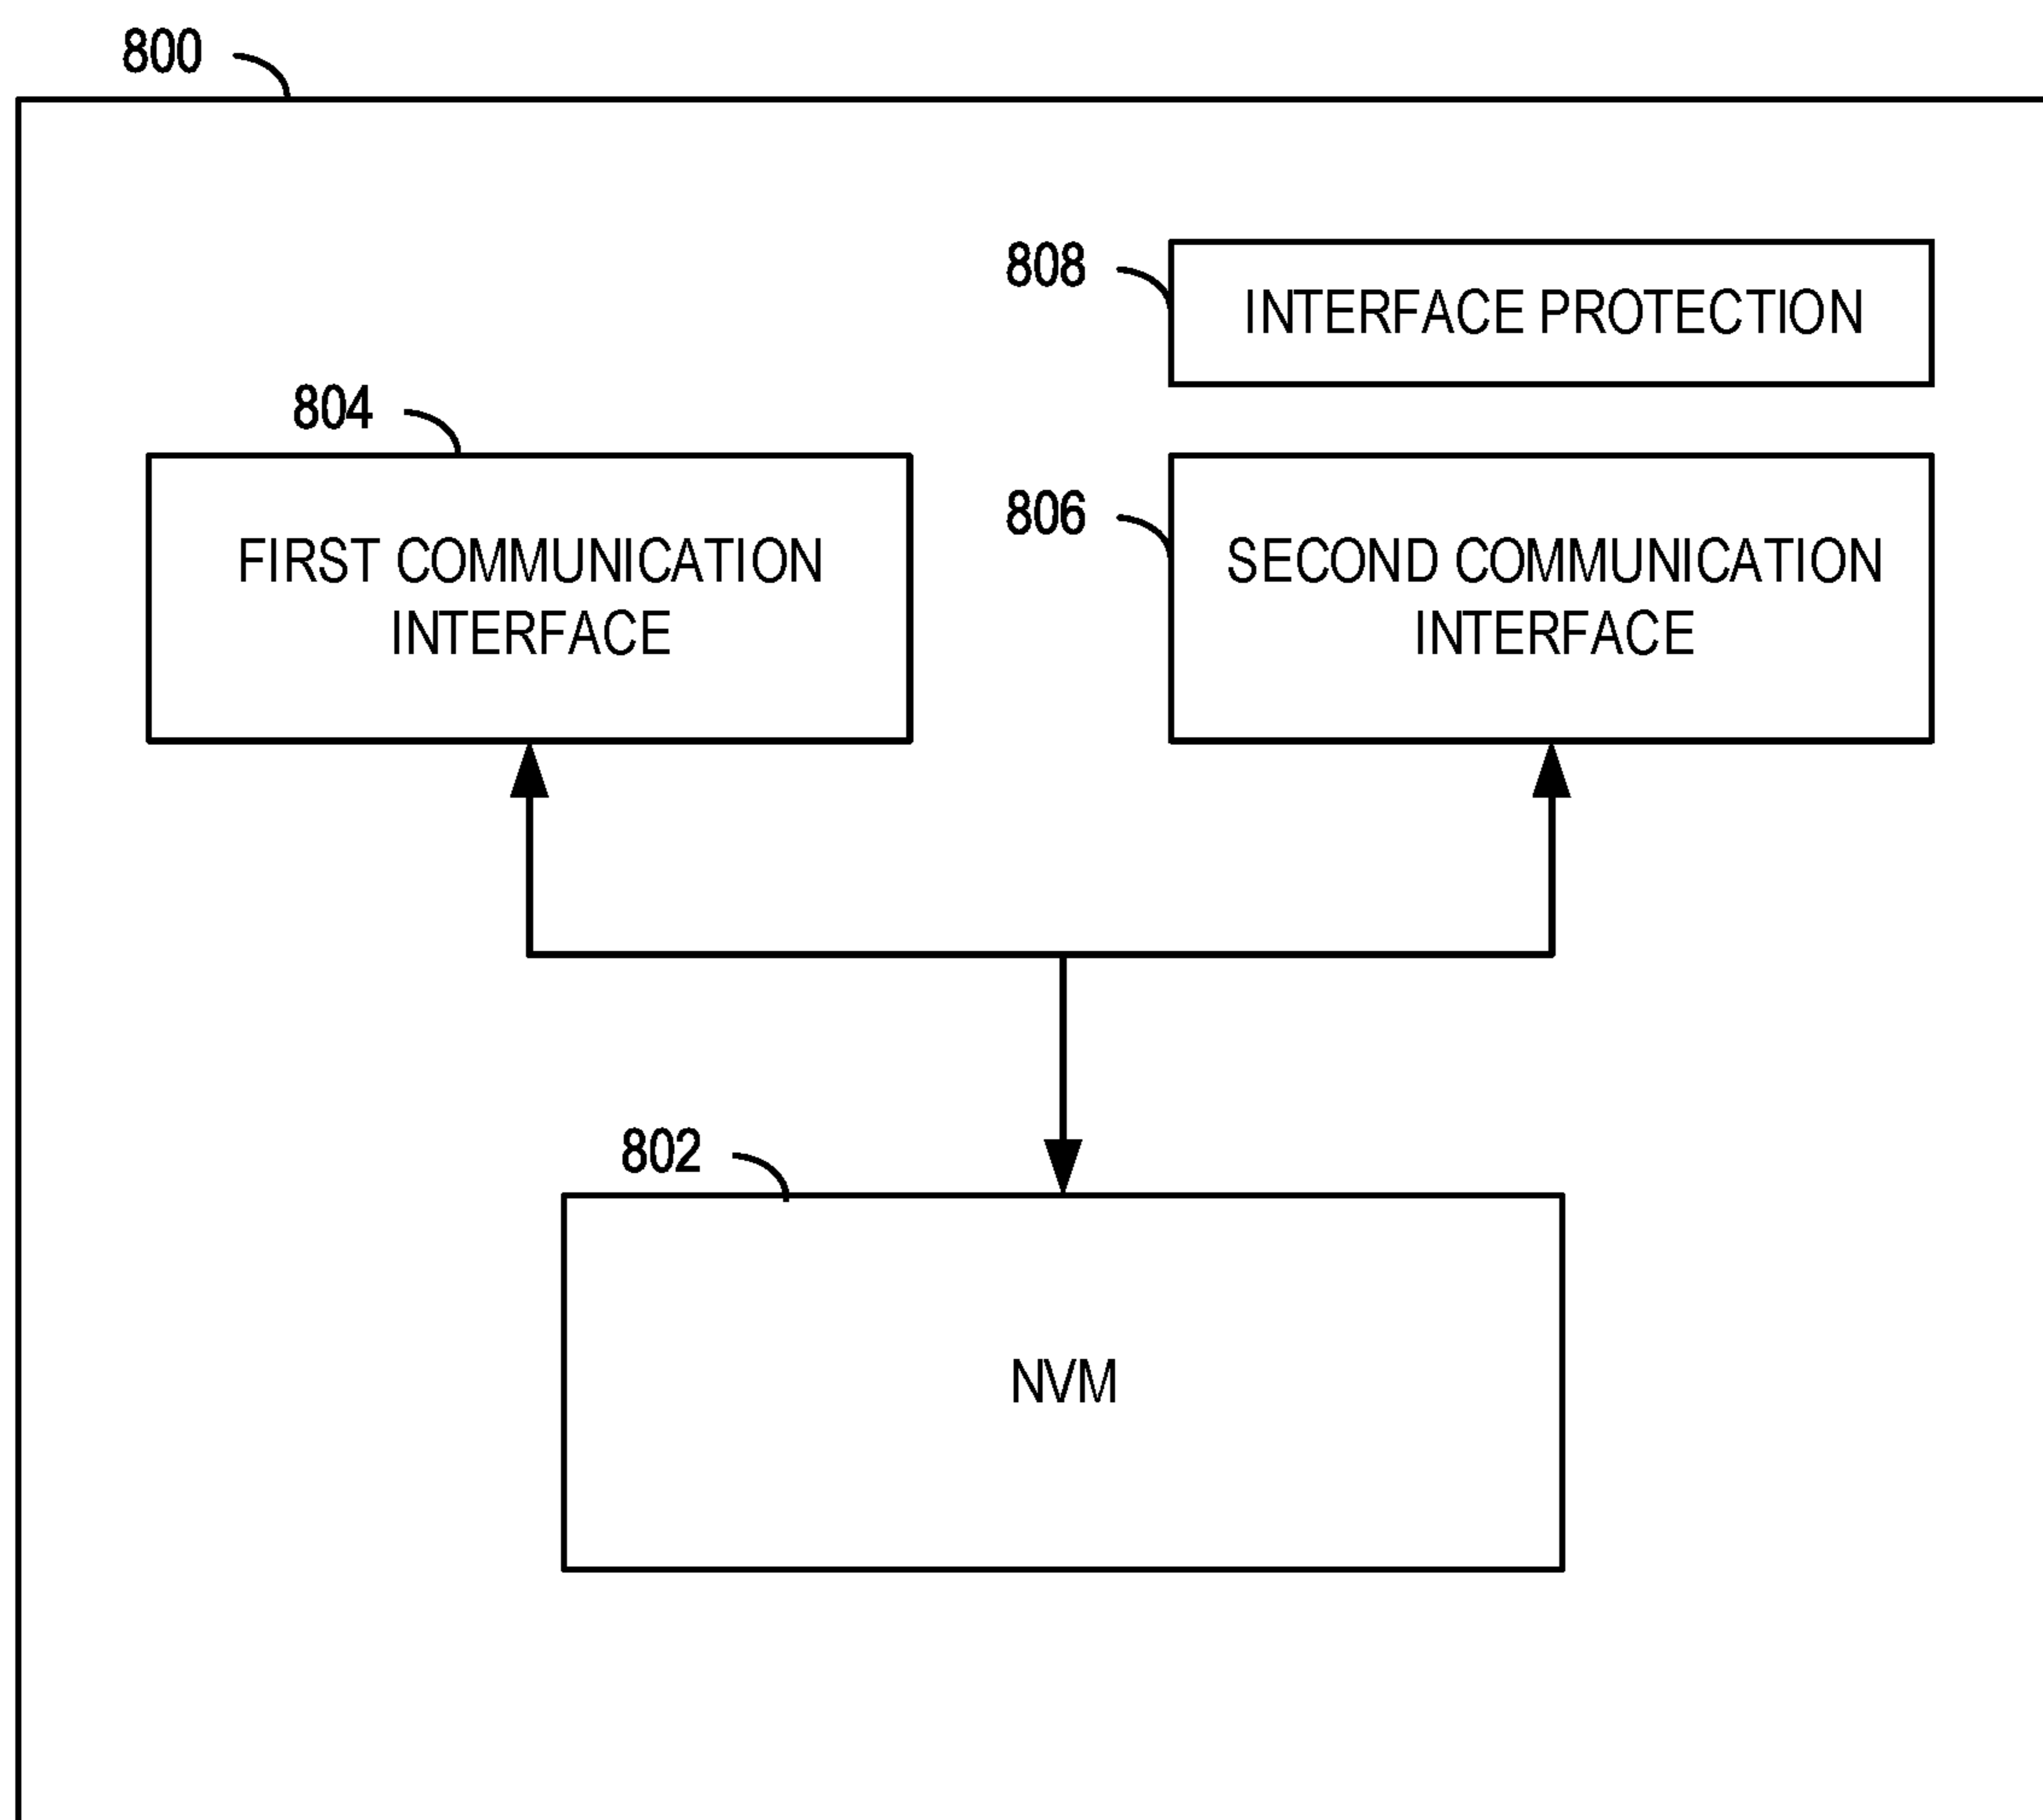 800
808
INTERFACE PROTECTION
804
806
FIRST COMMUNICATION
INTERFACE
SECOND COMMUNICATION
INTERFACE
802
NVM